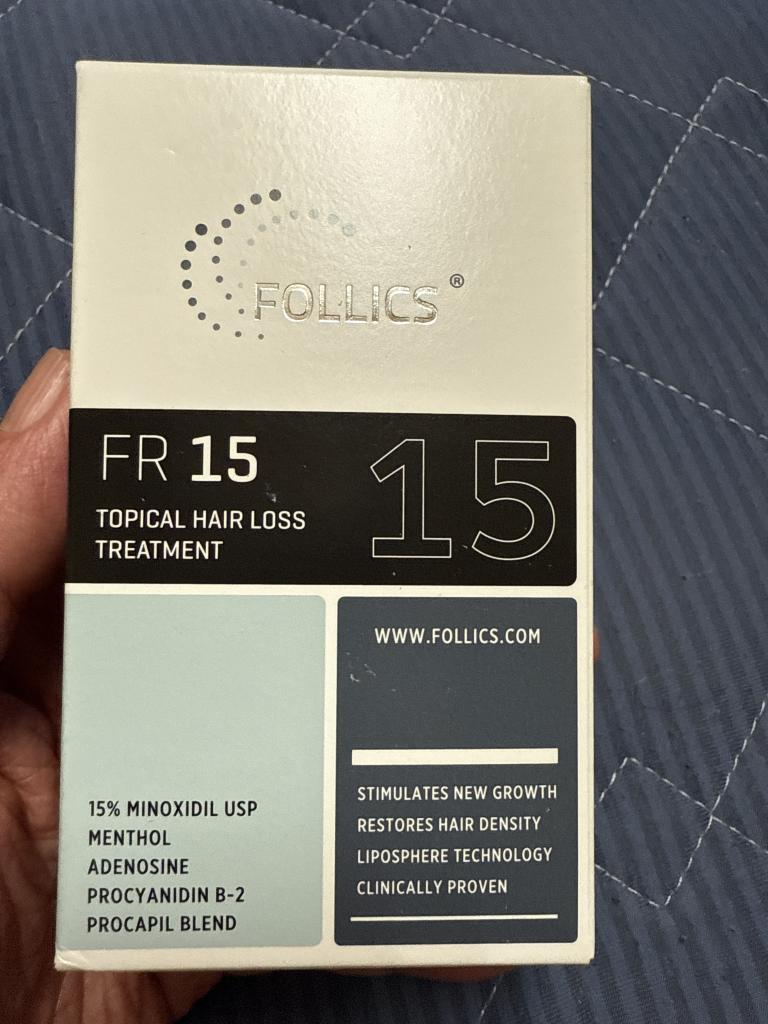 FOLLICS®
FR 15
15
TOPICAL HAIR LOSS
TREATMENT
15% MINOXIDIL USP
MENTHOL
ADENOSINE
PROCYANIDIN B-2
PROCAPIL BLEND
WWW.FOLLICS.COM
STIMULATES NEW GROWTH
RESTORES HAIR DENSITY
LIPOSPHERE TECHNOLOGY
CLINICALLY PROVEN